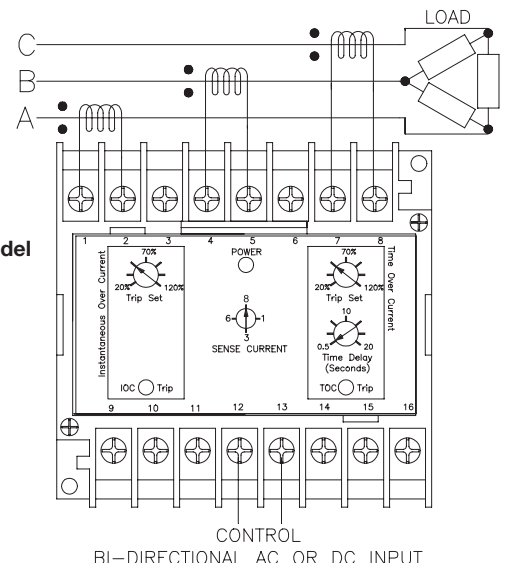 LOAD
C
B
A
del
1 2 3 4 5 6 7 8
70% POWER 70%
20% 120% 20% 120%
Trip Set Trip Set
Instantaneous Over Current
Time Over Current
8
6 1
3
SENSE CURRENT
10
0.5 20
Time Delay
(Seconds)
IOC Trip TOC Trip
9 10 11 12 13 14 15 16
CONTROL
BI-DIRECTIONAL AC OR DC INPUT